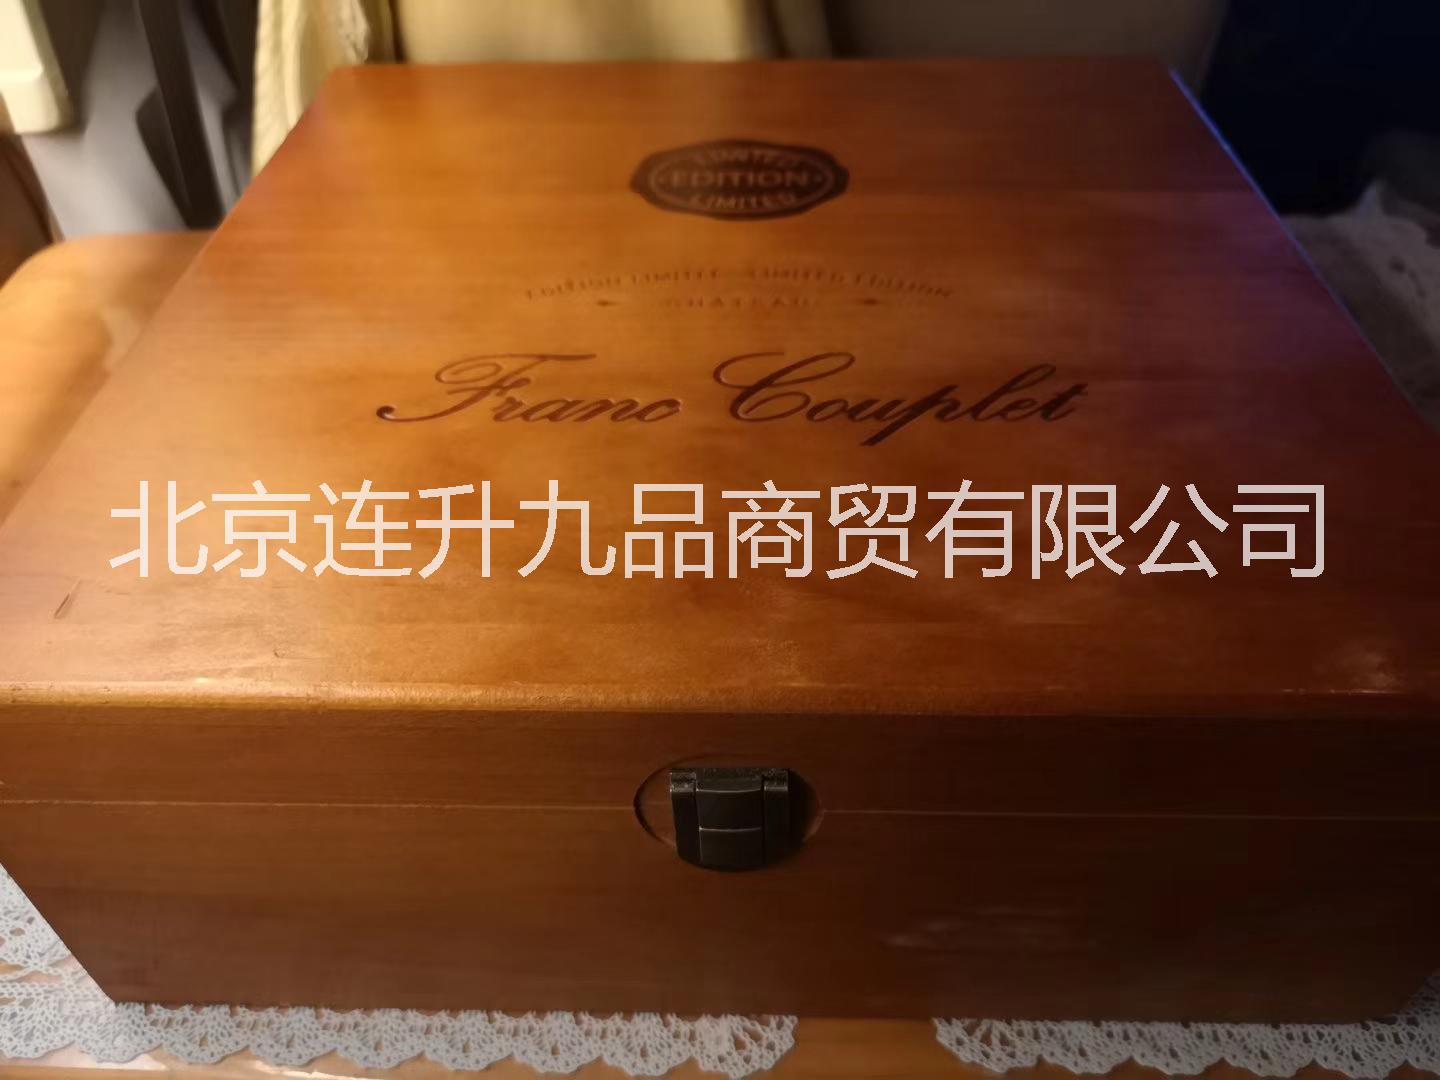 LIMITED
EDITION
LIMITED
EDITION LIMITEE LIMITED EDITION
CHATEAU
Franc Couplet
北京连升九品商贸有限公司